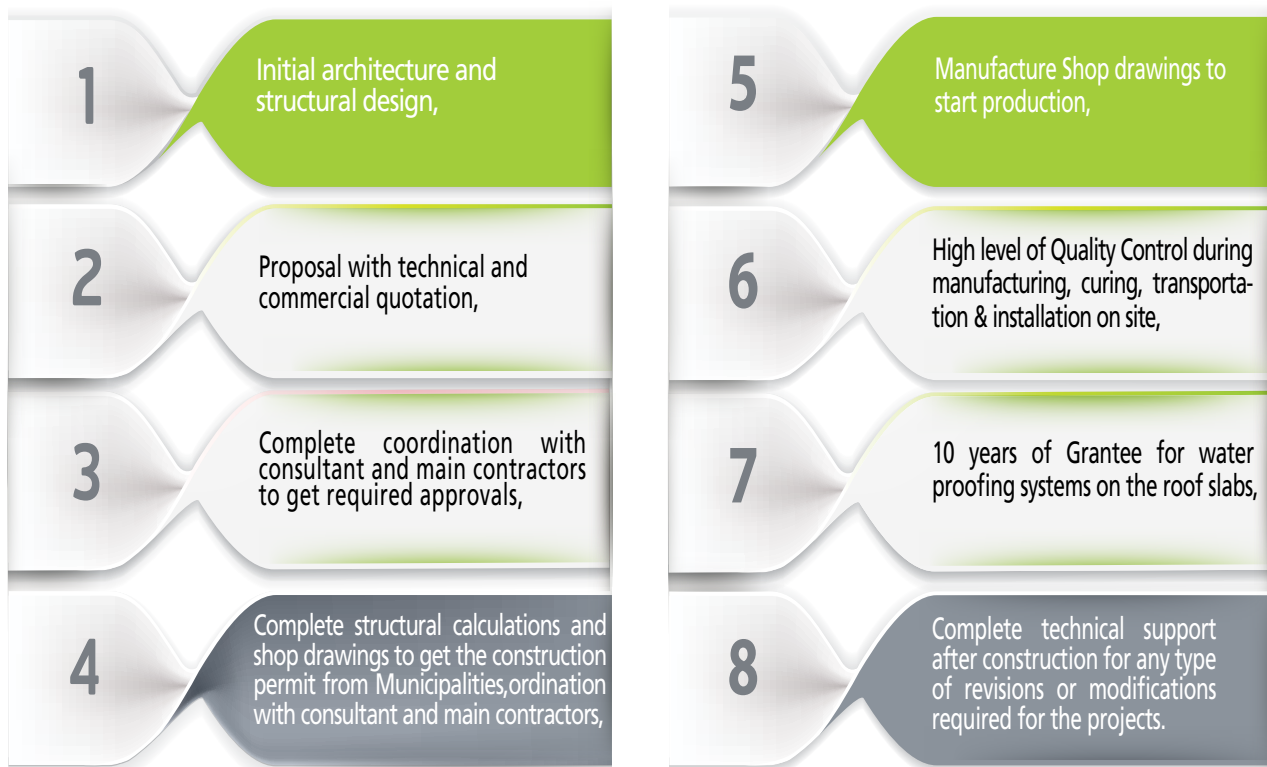 1
Initial architecture and
structural design,
2
Proposal with technical and
commercial quotation,
3
Complete coordination with
consultant and main contractors
to get required approvals,
4
Complete structural calculations and
shop drawings to get the construction
permit from Municipalities,ordination
with consultant and main contractors,
5
Manufacture Shop drawings to
start production,
6
High level of Quality Control during
manufacturing, curing, transporta-
tion & installation on site,
7
10 years of Grantee for water
proofing systems on the roof slabs,
8
Complete technical support
after construction for any type
of revisions or modifications
required for the projects.